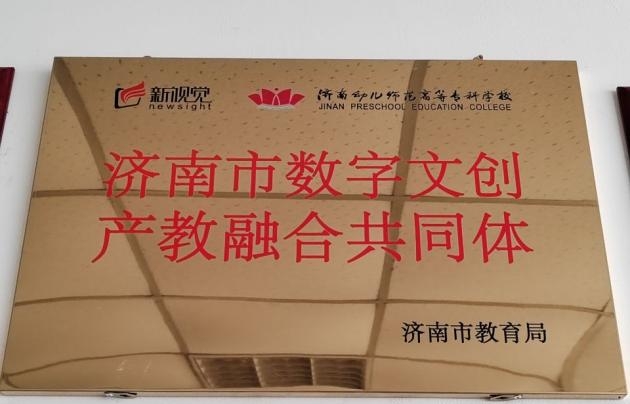 新视觉 济南幼儿师范高等专科学校
newsight JINAN PRESCHOOL EDUCATION COLLEGE
济南市数字文创
产教融合共同体
济南市教育局